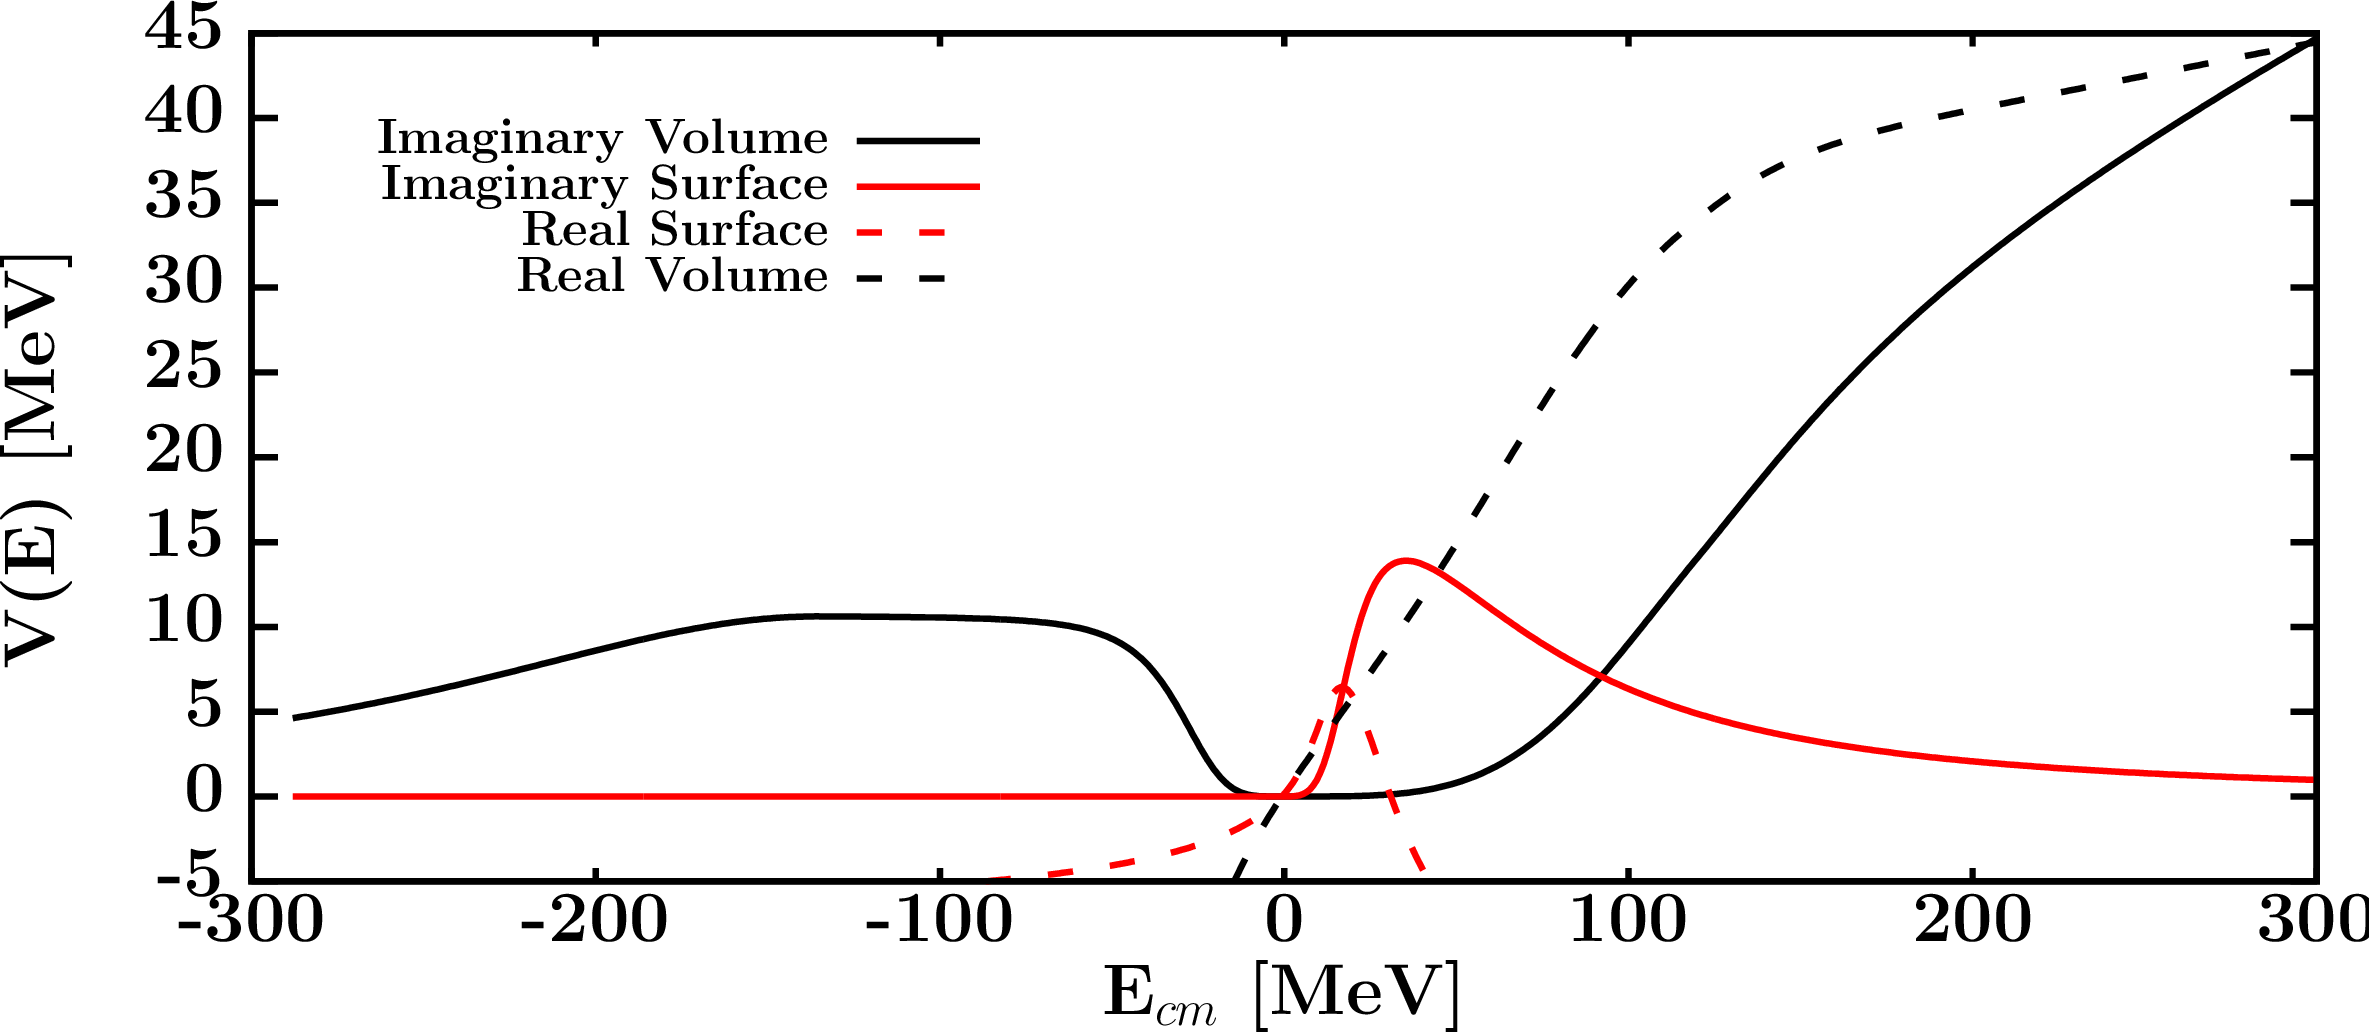 45
40
35
30
25
20
15
10
5
0
-5
V(E) [MeV]
Imaginary Volume
Imaginary Surface
Real Surface
Real Volume
-300 -200 -100 0 100 200 300
Ecm [MeV]